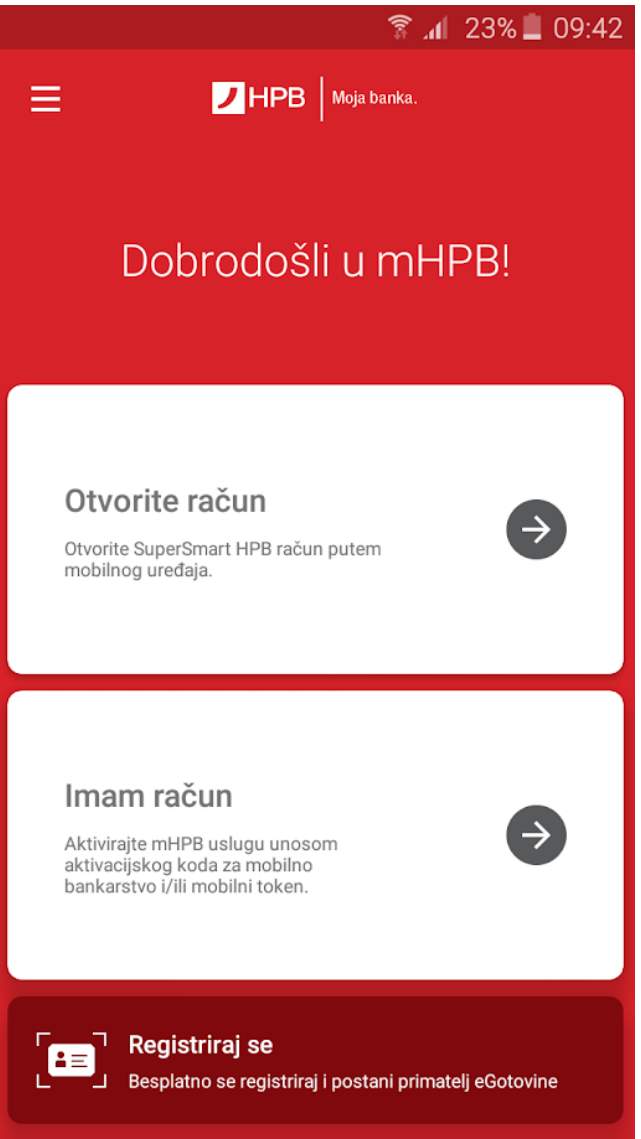 23% 09:42
HPB Moja banka.
Dobrodošli u mHPB!
Otvorite račun
Otvorite SuperSmart HPB račun putem
mobilnog uređaja.
Imam račun
Aktivirajte mHPB uslugu unosom
aktivacijskog koda za mobilno
bankarstvo i/ili mobilni token.
Registriraj se
Besplatno se registriraj i postani primatelj eGotovine